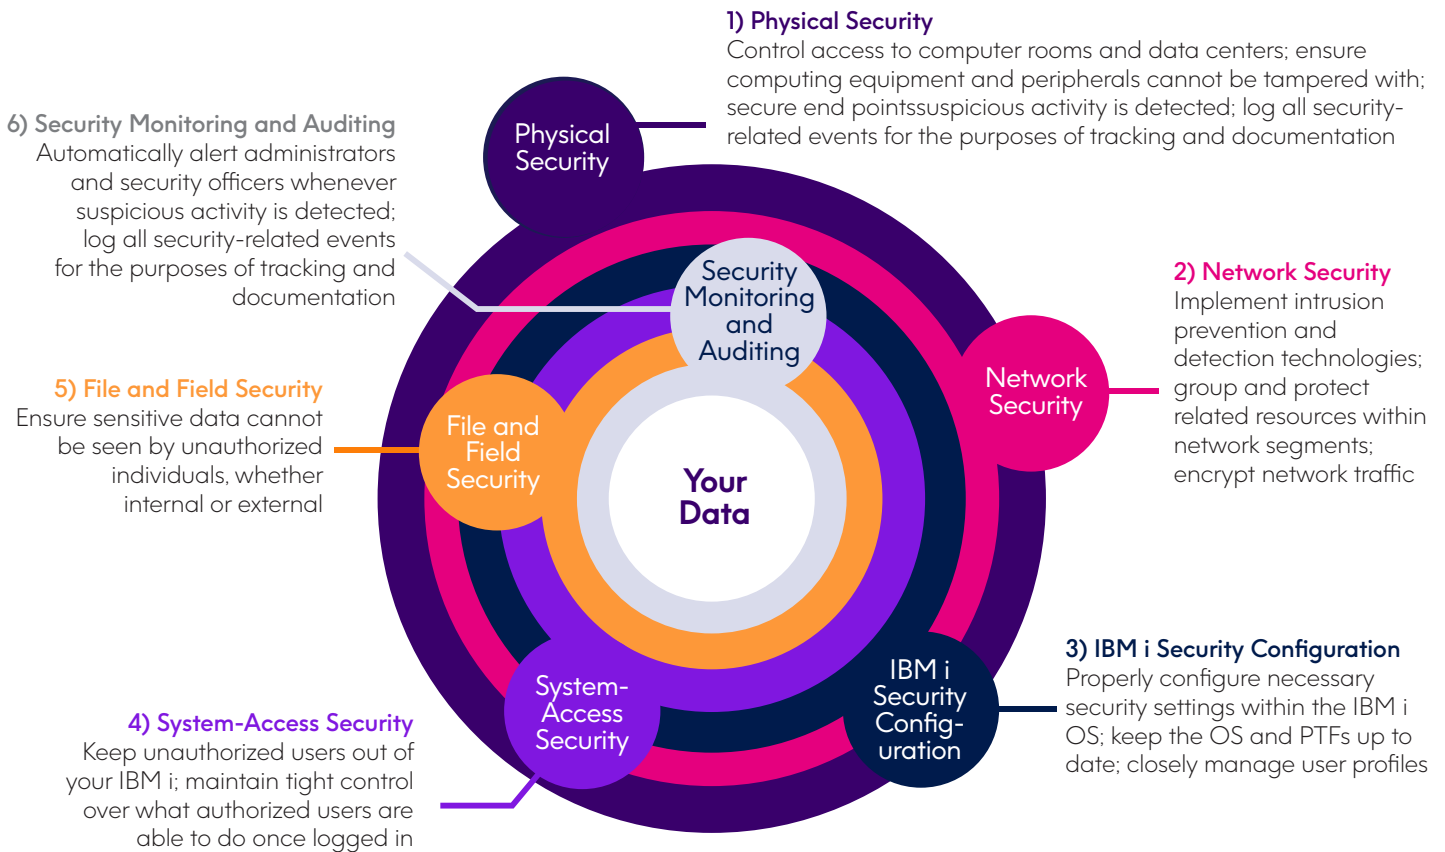 1) Physical Security
Control access to computer rooms and data centers; ensure
computing equipment and peripherals cannot be tampered with;
secure end pointssuspicious activity is detected; log all security-
related events for the purposes of tracking and documentation
6) Security Monitoring and Auditing
Automatically alert administrators
and security officers whenever
suspicious activity is detected;
log all security-related events
for the purposes of tracking and
documentation
Physical
Security
Security
Monitoring
and
Auditing
2) Network Security
Implement intrusion
prevention and
detection technologies;
group and protect
related resources within
network segments;
encrypt network traffic
Network
Security
5) File and Field Security
Ensure sensitive data cannot
be seen by unauthorized
individuals, whether
internal or external
File and
Field
Security
Your
Data
3) IBM i Security Configuration
Properly configure necessary
security settings within the IBM i
OS; keep the OS and PTFs up to
date; closely manage user profiles
IBM i
Security
Config-
uration
System-
Access
Security
4) System-Access Security
Keep unauthorized users out of
your IBM i; maintain tight control
over what authorized users are
able to do once logged in